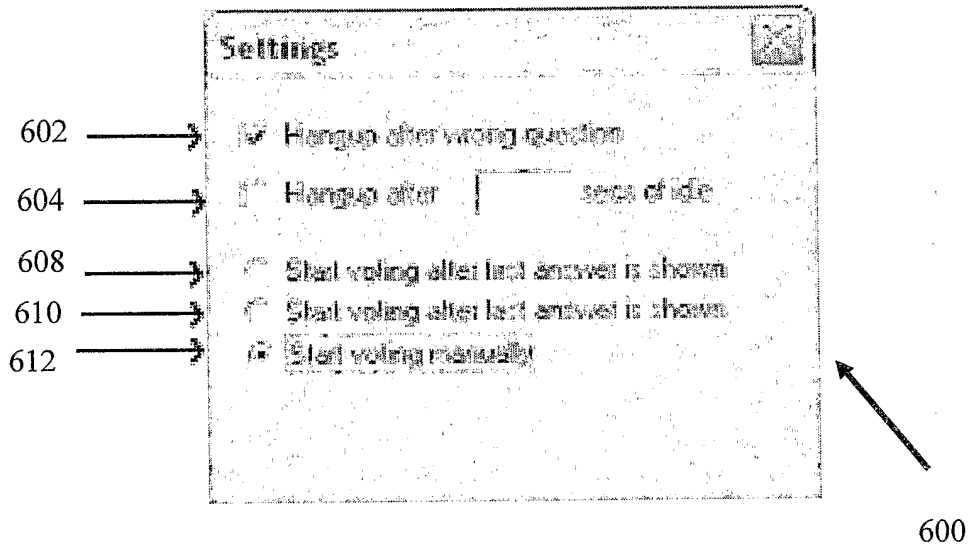 Settings
602 Hangup after wrong question
604 Hangup after secs of idle
608 Start voting after last answer is shown
610 Start voting after last answer is shown
612 Start voting manually
600